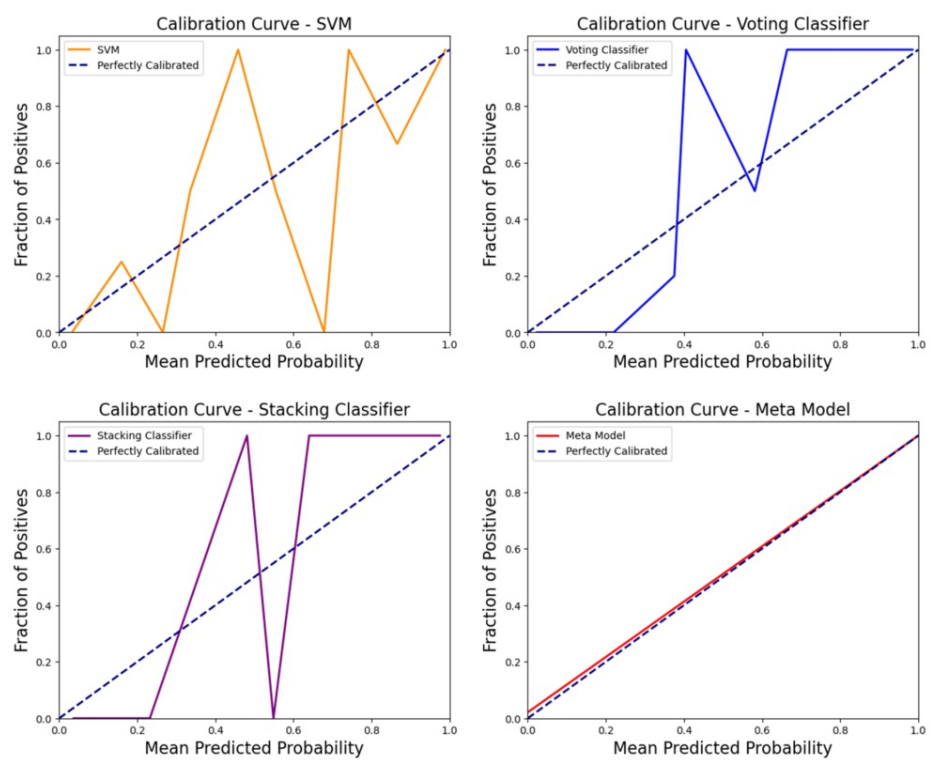 Calibration Curve - SVM
SVM
Perfectly Calibrated
1.0
0.8
0.6
0.4
0.2
0.0
0.0 0.2 0.4 0.6 0.8 1.0
Fraction of Positives
Mean Predicted Probability
Calibration Curve - Voting Classifier
Voting Classifier
Perfectly Calibrated
1.0
0.8
0.6
0.4
0.2
0.0
0.0 0.2 0.4 0.6 0.8 1.0
Fraction of Positives
Mean Predicted Probability
Calibration Curve - Stacking Classifier
Stacking Classifier
Perfectly Calibrated
1.0
0.8
0.6
0.4
0.2
0.0
0.0 0.2 0.4 0.6 0.8 1.0
Fraction of Positives
Mean Predicted Probability
Calibration Curve - Meta Model
Meta Model
Perfectly Calibrated
1.0
0.8
0.6
0.4
0.2
0.0
0.0 0.2 0.4 0.6 0.8 1.0
Fraction of Positives
Mean Predicted Probability